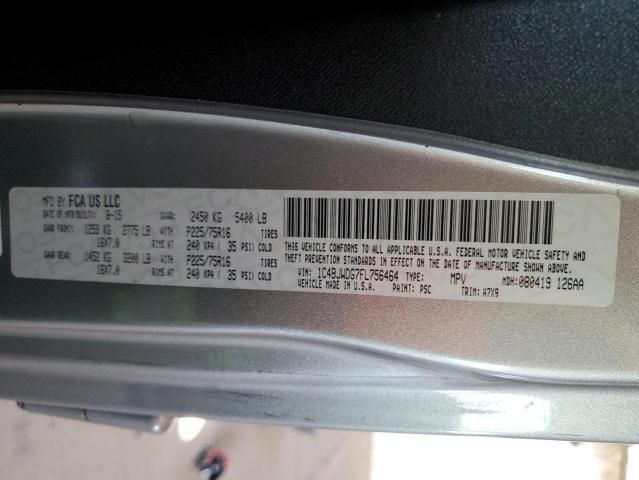 MFD BY FCA US LLC
DATE OF MFR/BUILT: 8-15 GVWR: 2450 KG 5400 LB
GAWR FRONT: 1259 KG 2775 LB WITH P225/75R16 TIRES
16X7.0 RIMS AT 240 KPA ( 35 PSI) COLD
GAWR REAR: 1452 KG 3200 LB WITH P225/75R16 TIRES
16X7.0 RIMS AT 240 KPA ( 35 PSI) COLD
THIS VEHICLE CONFORMS TO ALL APPLICABLE U.S.A. FEDERAL MOTOR VEHICLE SAFETY AND
THEFT PREVENTION STANDARDS IN EFFECT ON THE DATE OF MANUFACTURE SHOWN ABOVE.
VIN: 1C4BJWDG7FL756464 TYPE: MPV MDH: 080419 126AA
VEHICLE MADE IN U.S.A. PAINT: PSC TRIM: A7X9